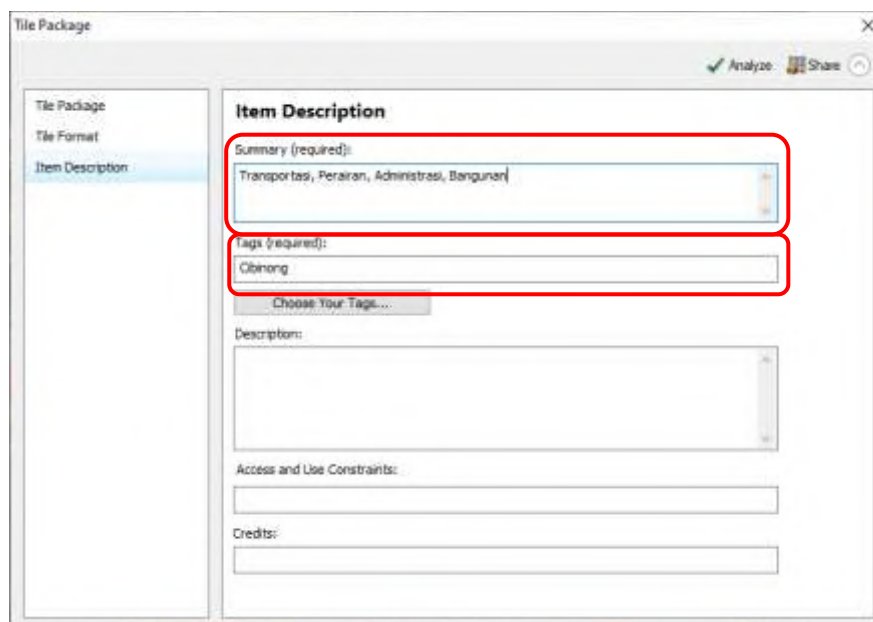 Tile Package
Analyze Share
Tile Package
Tile Format
Item Description
Item Description
Summary (required):
Transportasi, Perairan, Administrasi, Bangunan
Tags (required):
Cibinong
Choose Your Tags...
Description:
Access and Use Constraints:
Credits: